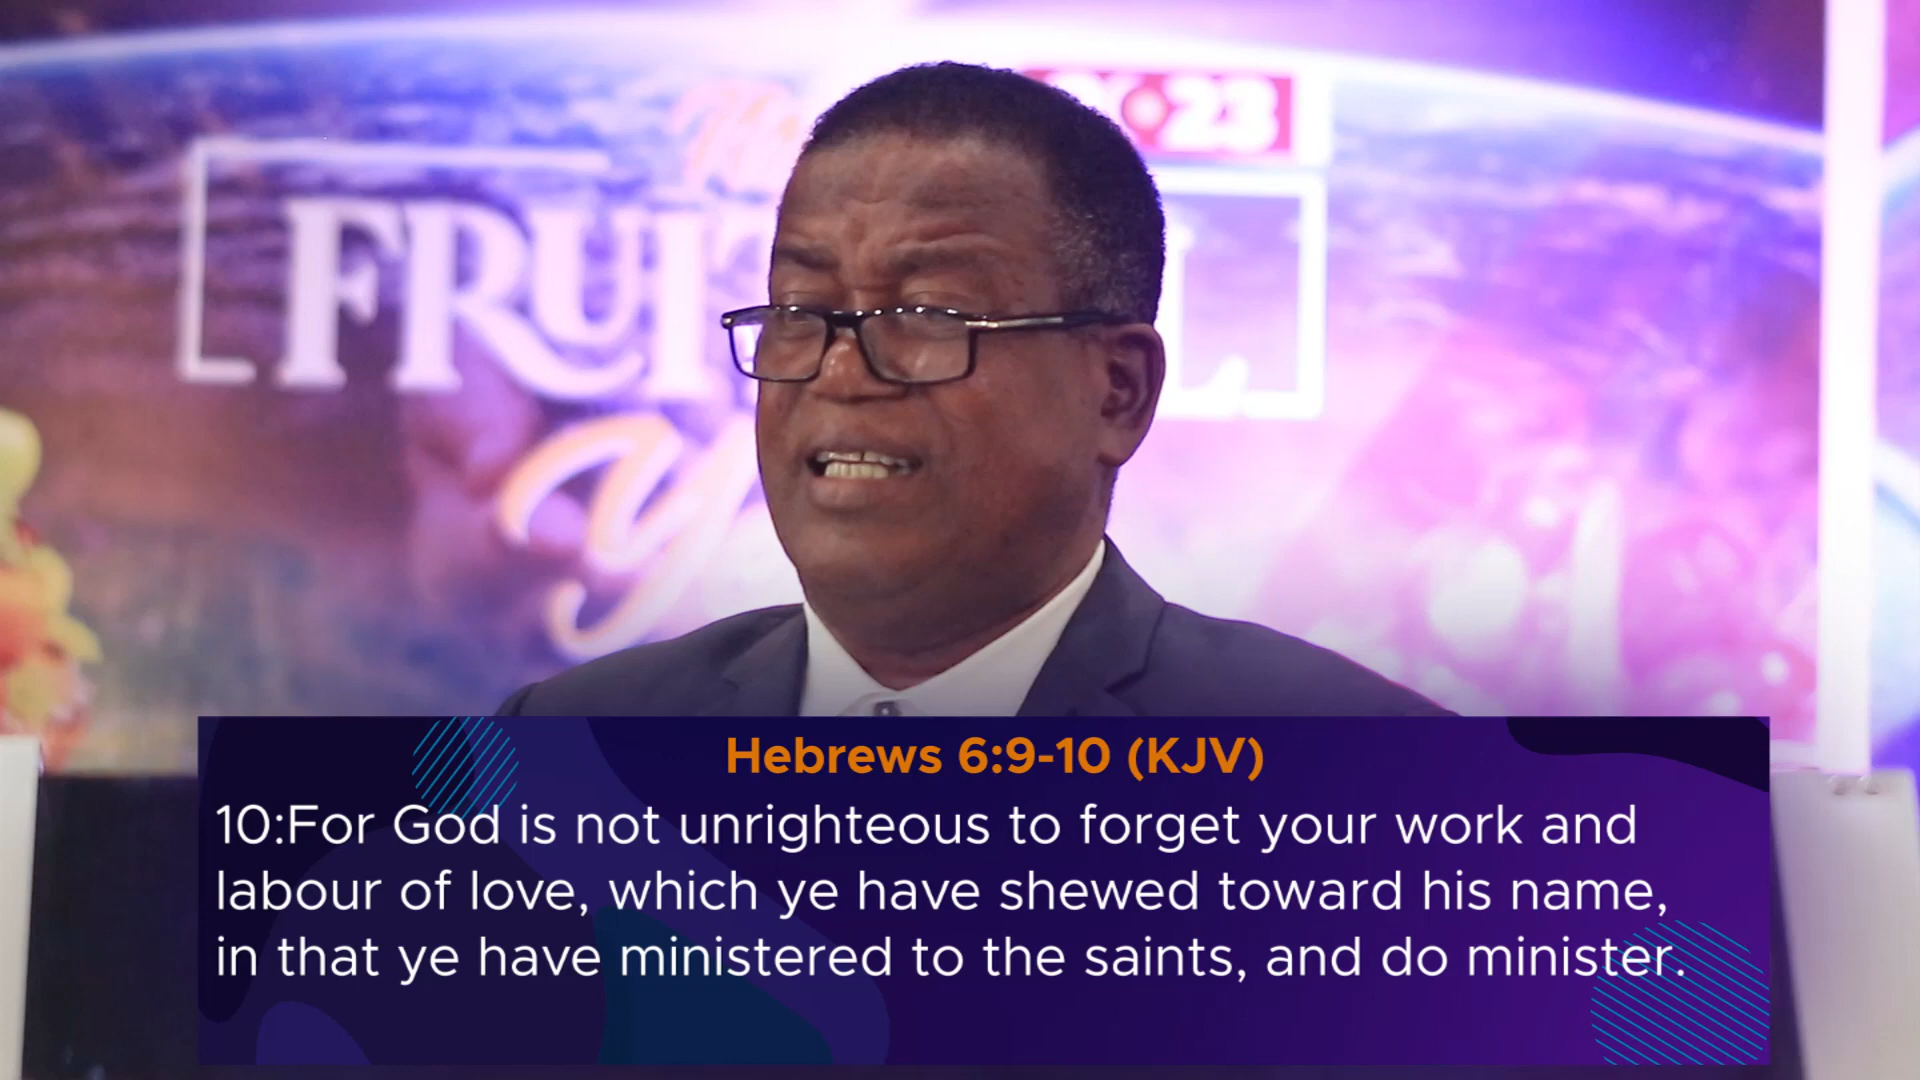 23
Hebrews 6:9-10 (KJV)
10:For God is not unrighteous to forget your work and
labour of love, which ye have shewed toward his name,
in that ye have ministered to the saints, and do minister.